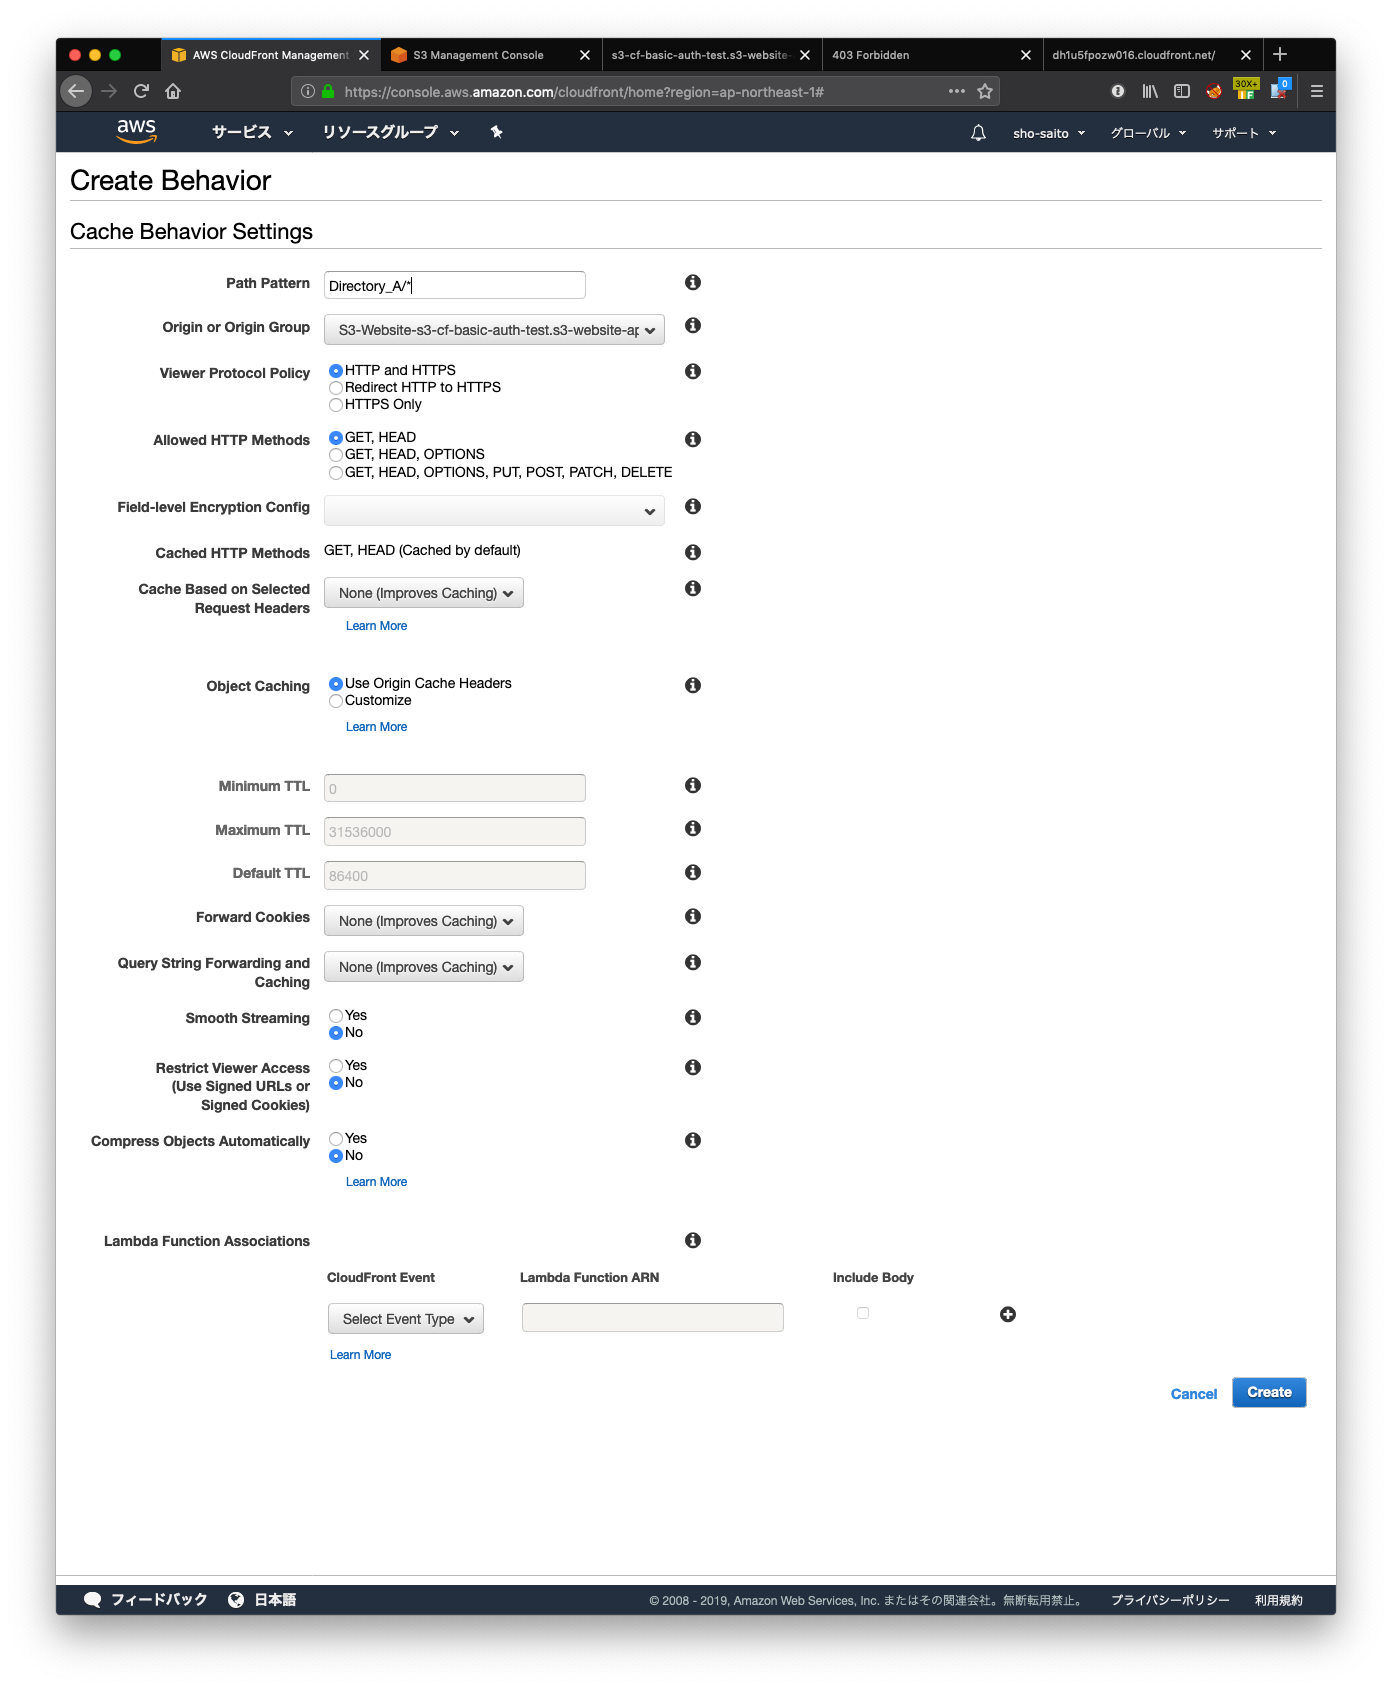 AWS CloudFront Management
S3 Management Console
s3-cf-basic-auth-test.s3-website-
403 Forbidden
dh1u5fpozw016.cloudfront.net/
https://console.aws.amazon.com/cloudfront/home?region=ap-northeast-1#
30X+
I F
0
aws
サービス
リソースグループ
sho-saito
グローバル
サポート
Create Behavior
Cache Behavior Settings
Path Pattern
Directory_A/*
Origin or Origin Group
S3-Website-s3-cf-basic-auth-test.s3-website-ap
Viewer Protocol Policy
HTTP and HTTPS
Redirect HTTP to HTTPS
HTTPS Only
Allowed HTTP Methods
GET, HEAD
GET, HEAD, OPTIONS
GET, HEAD, OPTIONS, PUT, POST, PATCH, DELETE
Field-level Encryption Config
Cached HTTP Methods
GET, HEAD (Cached by default)
Cache Based on Selected
Request Headers
None (Improves Caching)
Learn More
Object Caching
Use Origin Cache Headers
Customize
Learn More
Minimum TTL
0
Maximum TTL
31536000
Default TTL
86400
Forward Cookies
None (Improves Caching)
Query String Forwarding and
Caching
None (Improves Caching)
Smooth Streaming
Yes
No
Restrict Viewer Access
(Use Signed URLs or
Signed Cookies)
Yes
No
Compress Objects Automatically
Yes
No
Learn More
Lambda Function Associations
CloudFront Event
Lambda Function ARN
Include Body
Select Event Type
Learn More
Cancel
Create
フィードバック
日本語
© 2008 - 2019, Amazon Web Services, Inc. またはその関連会社。無断転用禁止。
プライバシーポリシー
利用規約